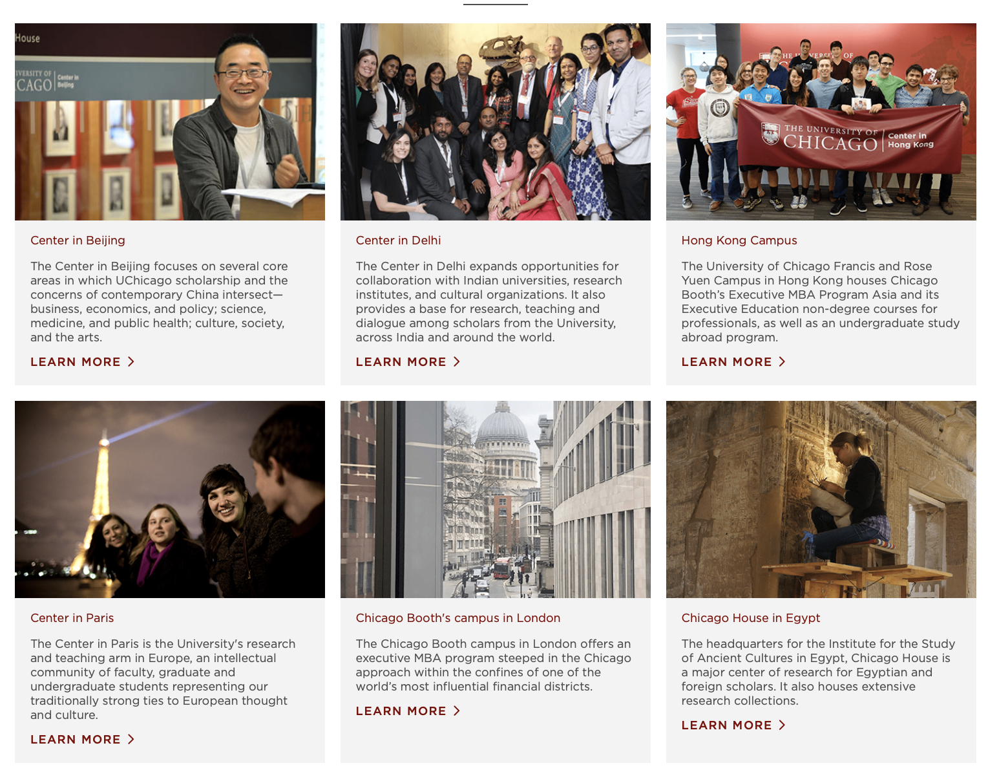 House
IVERSITY OF
ICAGO
Center in
Beijing
THE UNIVERSITY OF
THE UNIVERSITY OF
CHICAGO
Center in
Hong Kong
Center in Beijing
The Center in Beijing focuses on several core
areas in which UChicago scholarship and the
concerns of contemporary China intersect—
business, economics, and policy; science,
medicine, and public health; culture, society,
and the arts.
LEARN MORE
Center in Delhi
The Center in Delhi expands opportunities for
collaboration with Indian universities, research
institutes, and cultural organizations. It also
provides a base for research, teaching and
dialogue among scholars from the University,
across India and around the world.
LEARN MORE
Hong Kong Campus
The University of Chicago Francis and Rose
Yuen Campus in Hong Kong houses Chicago
Booth’s Executive MBA Program Asia and its
Executive Education non-degree courses for
professionals, as well as an undergraduate study
abroad program.
LEARN MORE
Center in Paris
The Center in Paris is the University's research
and teaching arm in Europe, an intellectual
community of faculty, graduate and
undergraduate students representing our
traditionally strong ties to European thought
and culture.
LEARN MORE
Chicago Booth's campus in London
The Chicago Booth campus in London offers an
executive MBA program steeped in the Chicago
approach within the confines of one of the
world’s most influential financial districts.
LEARN MORE
Chicago House in Egypt
The headquarters for the Institute for the Study
of Ancient Cultures in Egypt, Chicago House is
a major center of research for Egyptian and
foreign scholars. It also houses extensive
research collections.
LEARN MORE